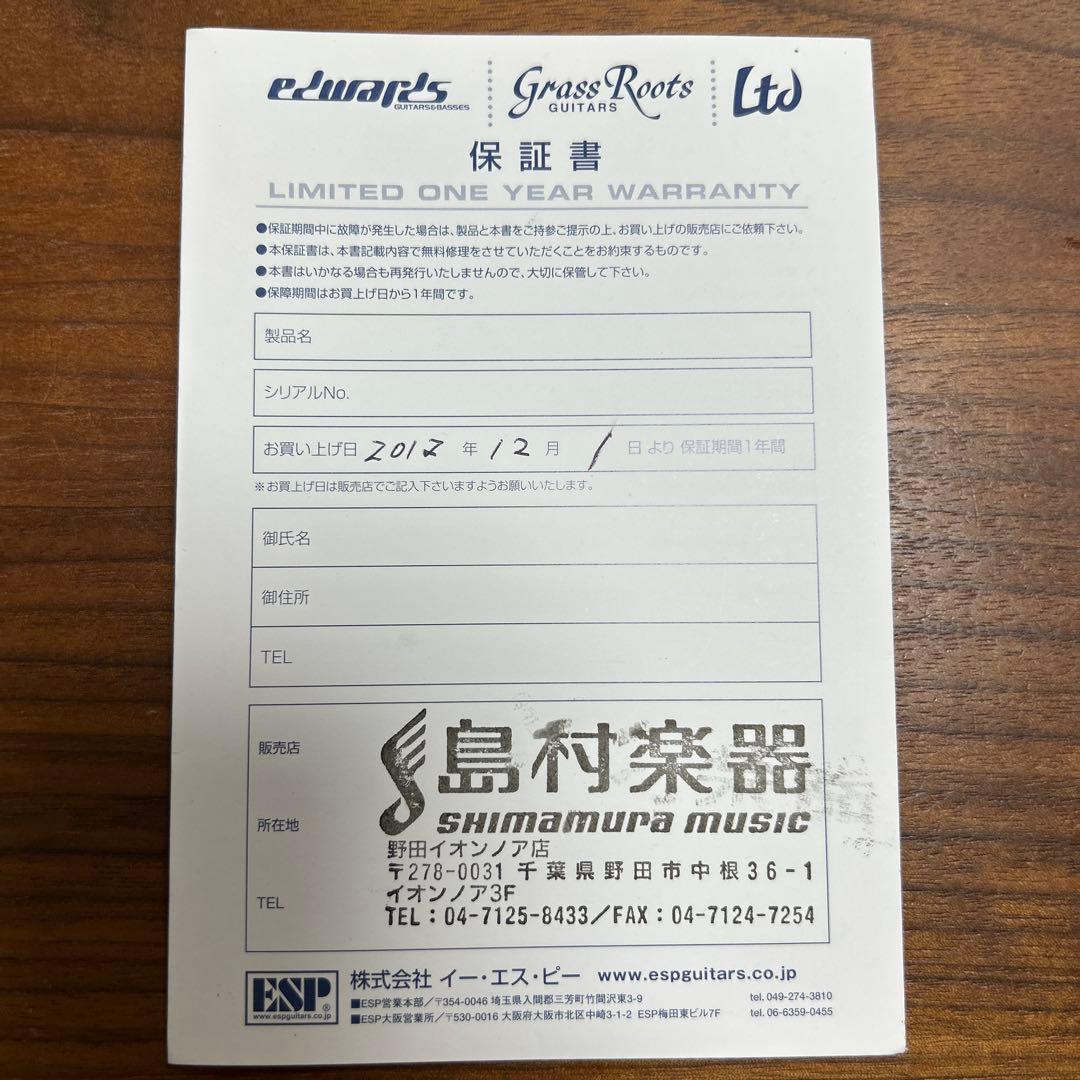 edwards
GUITARS&BASSES
Grass Roots
GUITARS
Ltd
保証書
LIMITED ONE YEAR WARRANTY
●保証期間中に故障が発生した場合は、製品と本書をご持参ご提示の上、お買い上げの販売店にご依頼下さい。
●本保証書は、本書記載内容で無料修理をさせていただくことをお約束するものです。
●本書はいかなる場合も再発行いたしませんので、大切に保管して下さい。
●保障期間はお買上げ日から1年間です。
製品名
シリアルNo.
お買い上げ日 2012 年 12 月 1 日 より 保証期間1年間
※お買上げ日は販売店でご記入下さいますようお願いいたします。
御氏名
御住所
TEL
販売店
島村楽器
所在地
SHIMAMURA MUSIC
野田イオンノア店
〒278-0031 千葉県野田市中根36-1
イオンノア3F
TEL
TEL:04-7125-8433/FAX:04-7124-7254
ESP®
www.espguitars.co.jp
株式会社 イー・エス・ピー www.espguitars.co.jp
■ESP営業本部/〒354-0046 埼玉県入間郡三芳町竹間沢東3-9 tel. 049-274-3810
■ESP大阪営業所/〒530-0016 大阪府大阪市北区中崎3-1-2 ESP梅田東ビル7F tel. 06-6359-0455